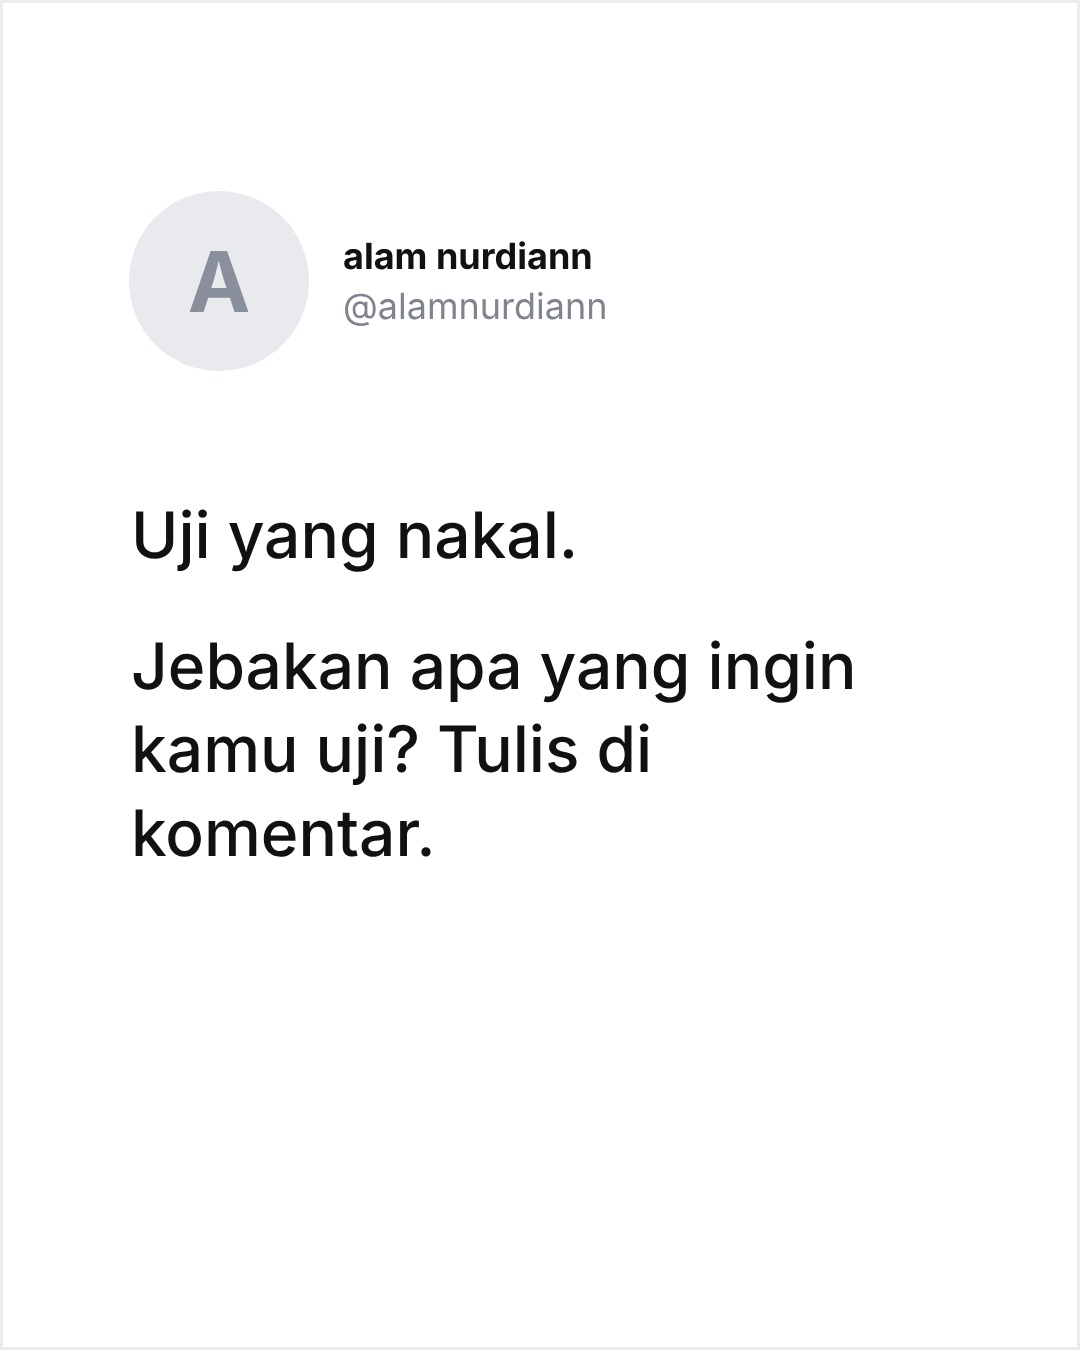 A
alam nurdiann
@alamnurdiann
Uji yang nakal.
Jebakan apa yang ingin
kamu uji? Tulis di
komentar.